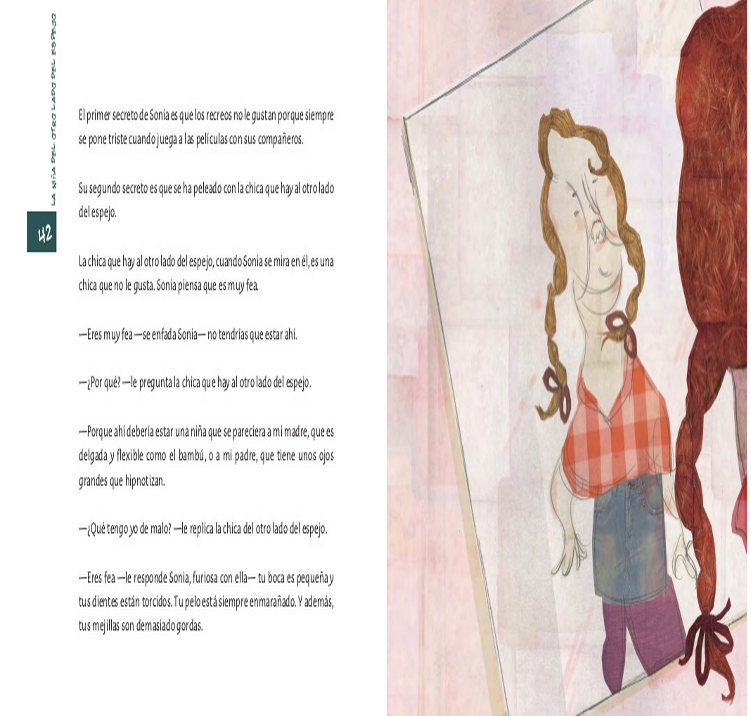 LA NIÑA DEL OTRO LADO DEL ESPEJO
42
El primer secreto de Sonia es que los recreos no le gustan porque siempre
se pone triste cuando juega a las películas con sus compañeros.
Su segundo secreto es que se ha peleado con la chica que hay al otro lado
del espejo.
La chica que hay al otro lado del espejo, cuando Sonia se mira en él, es una
chica que no le gusta. Sonia piensa que es muy fea.
—Eres muy fea —se enfada Sonia— no tendrías que estar ahí.
—¿Por qué? —le pregunta la chica que hay al otro lado del espejo.
—Porque ahí debería estar una niña que se pareciera a mi madre, que es
delgada y flexible como el bambú, o a mi padre, que tiene unos ojos
grandes que hipnotizan.
—¿Qué tengo yo de malo? —le replica la chica del otro lado del espejo.
—Eres fea —le responde Sonia, furiosa con ella— tu boca es pequeña y
tus dientes están torcidos. Tu pelo está siempre enmarañado. Y además,
tus mejillas son demasiado gordas.